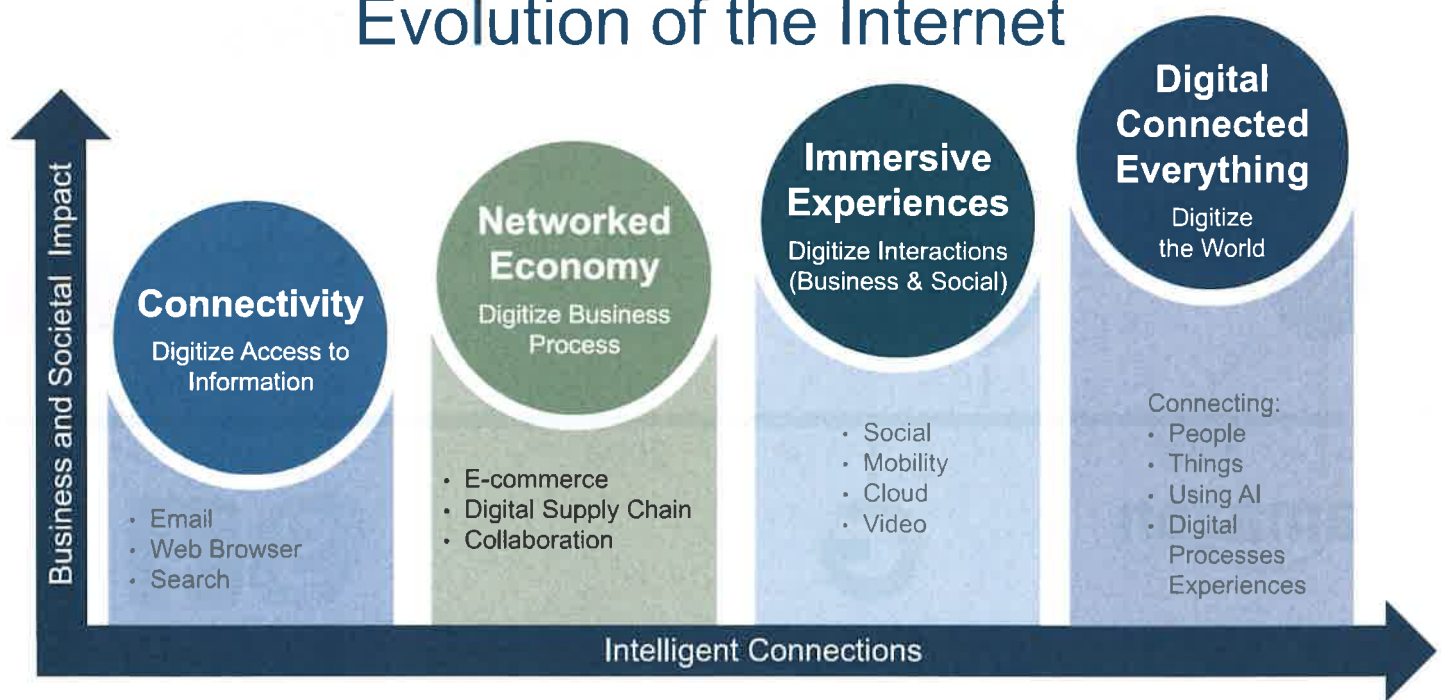 Evolution of the Internet
Business and Societal Impact
Connectivity
Digitize Access to
Information
• Email
• Web Browser
• Search
Networked
Economy
Digitize Business
Process
• E-commerce
• Digital Supply Chain
• Collaboration
Immersive
Experiences
Digitize Interactions
(Business & Social)
• Social
• Mobility
• Cloud
• Video
Digital
Connected
Everything
Digitize
the World
Connecting:
• People
• Things
• Using AI
• Digital
Processes
Experiences
Intelligent Connections